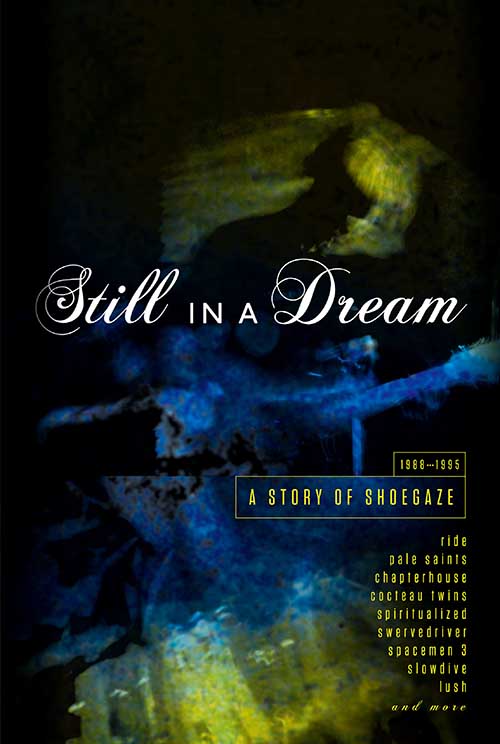 Still IN A Dream
1988-1995
A STORY OF SHOEGAZE
ride
pale saints
chapterhouse
cocteau twins
spiritualized
swervedriver
spacemen 3
slowdive
lush
and more